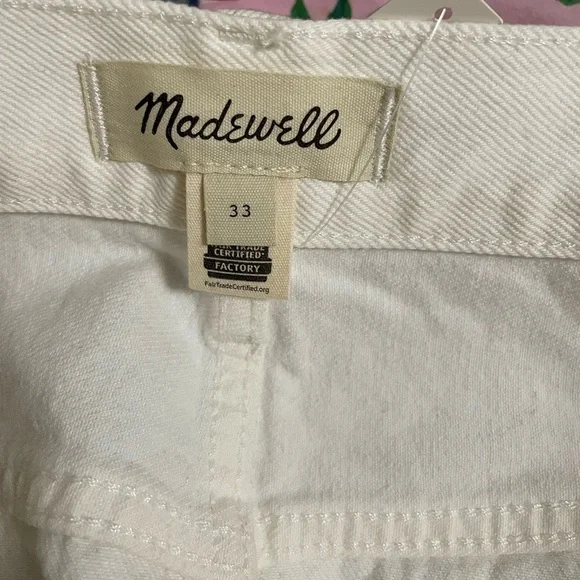 Madewell
33
FAIR TRADE
CERTIFIED
FACTORY
FairTradeCertified.org